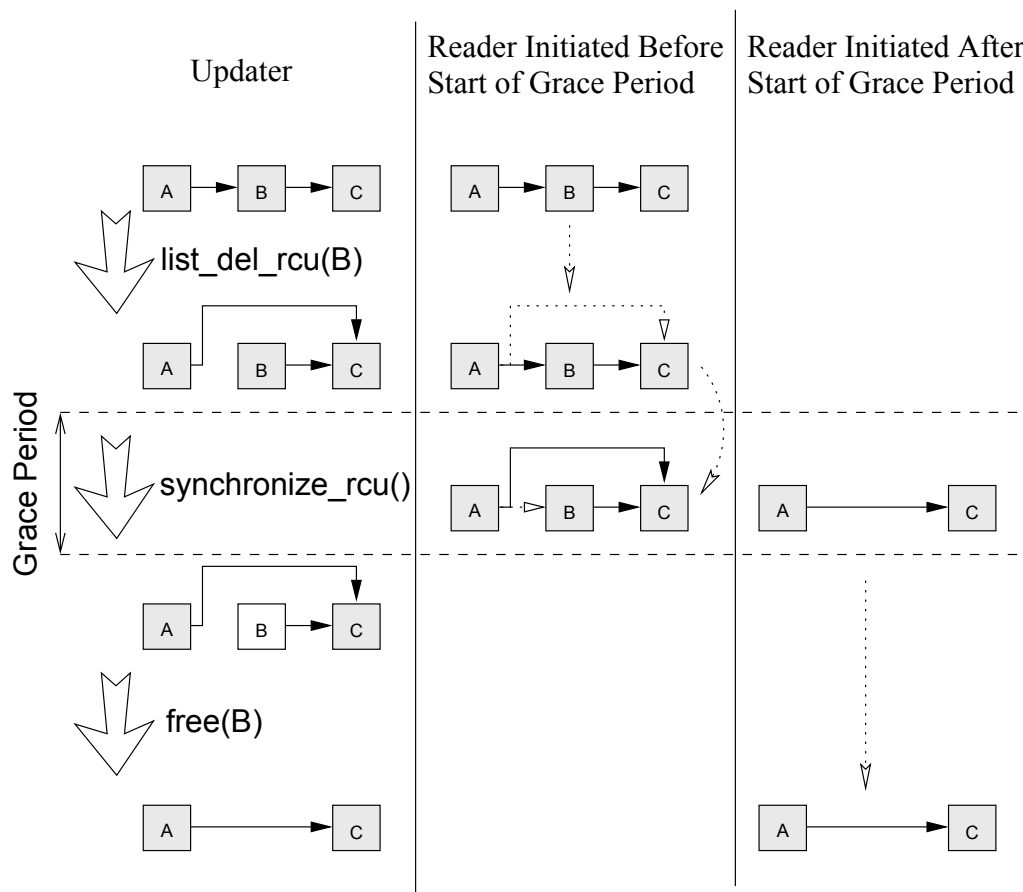 Updater
Reader Initiated Before
Start of Grace Period
Reader Initiated After
Start of Grace Period
A B C
A B C
list_del_rcu(B)
A B C
A B C
Grace Period
synchronize_rcu()
A B C
A C
A B C
free(B)
A C
A C